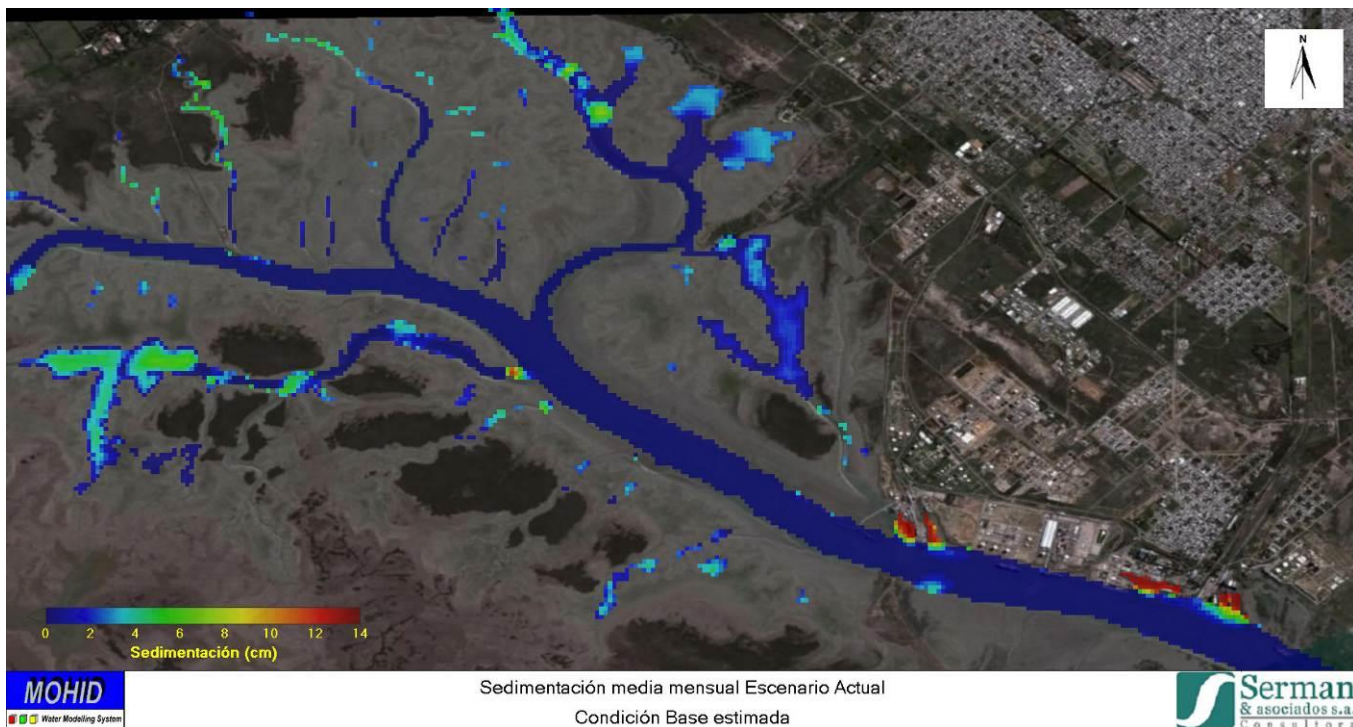 N
0 2 4 6 8 10 12 14
Sedimentación (cm)
MOHID
Water Modelling System
Sedimentación media mensual Escenario Actual
Condición Base estimada
Serman
& asociados s.a.
Consultora